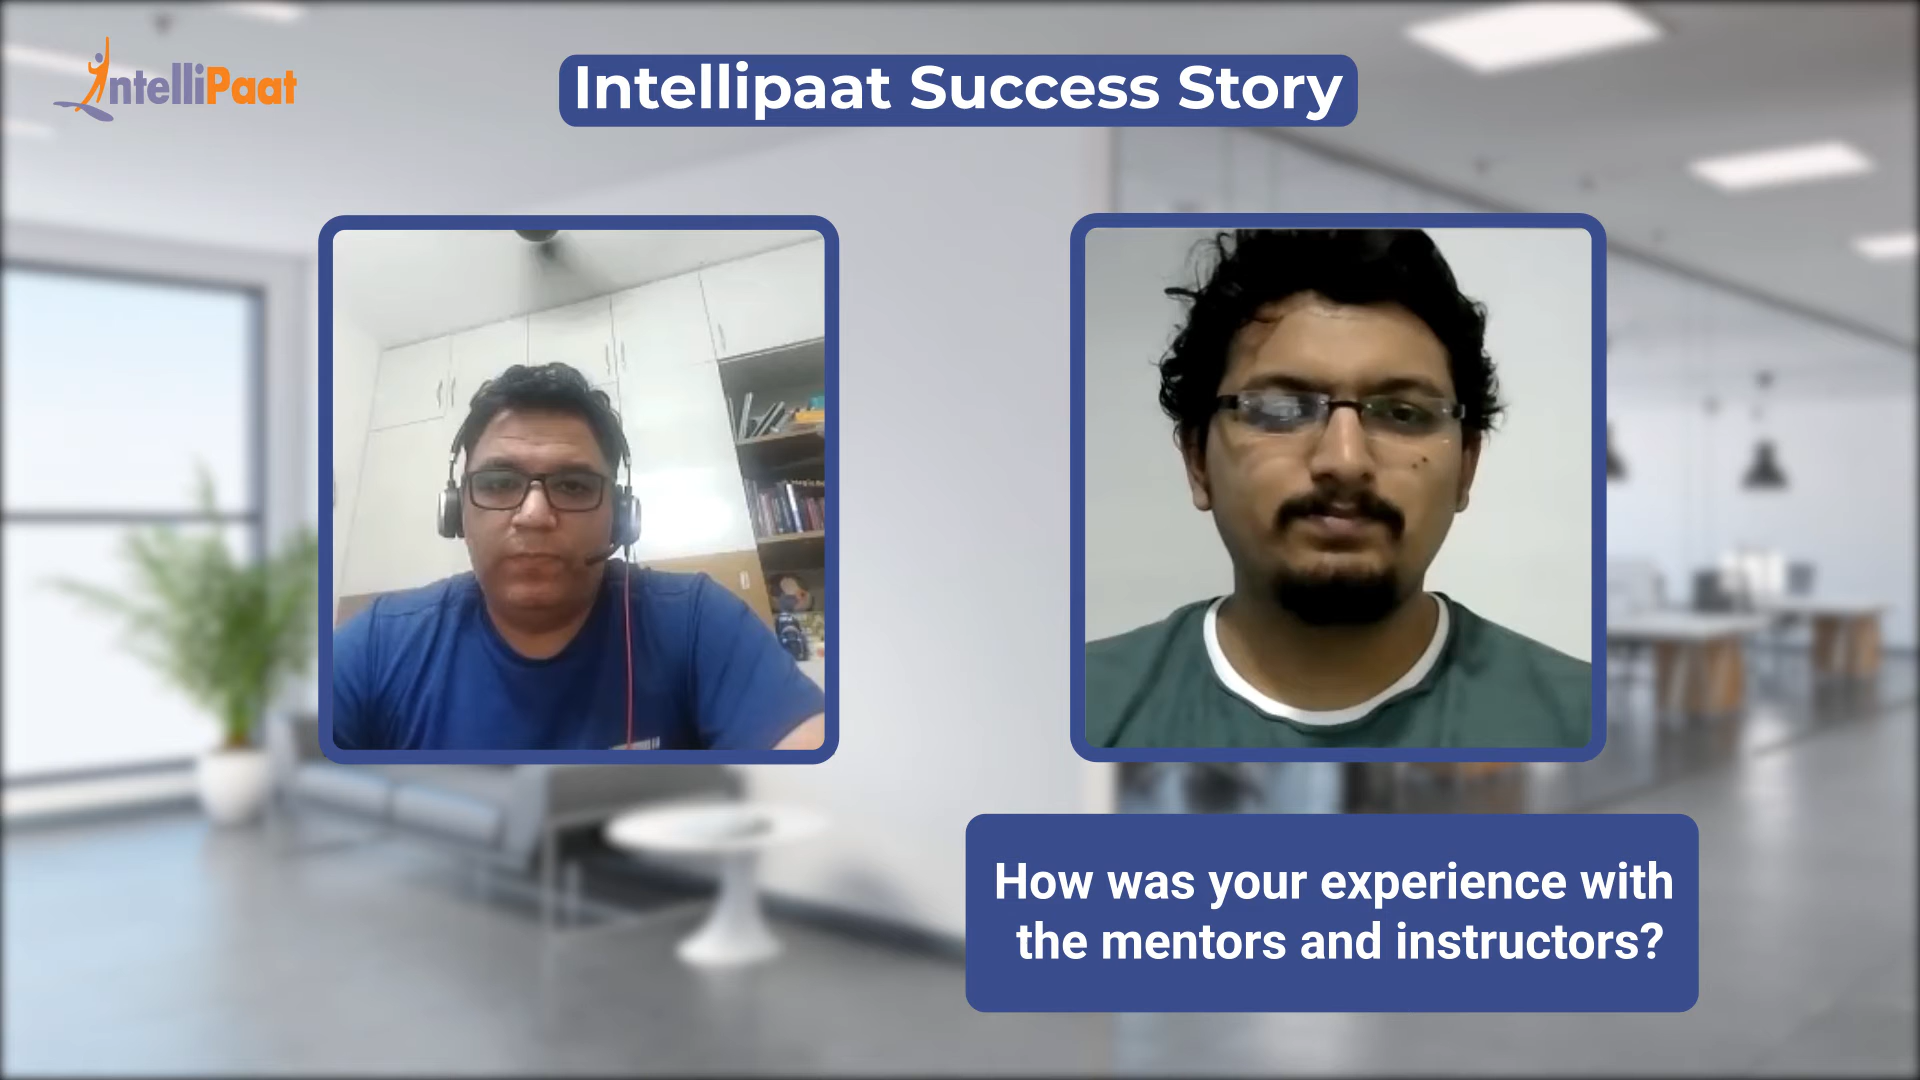 IntelliPaat
Intellipaat Success Story
How was your experience with
the mentors and instructors?